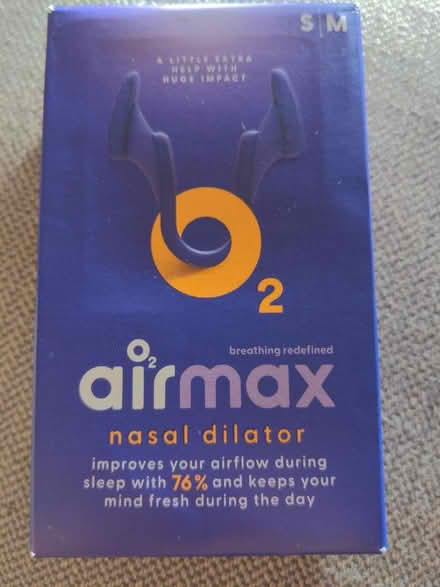 S|M
A LITTLE EXTRA
HELP WITH
HUGE IMPACT
O2
O2
breathing redefined
airmax
nasal dilator
improves your airflow during
sleep with 76% and keeps your
mind fresh during the day